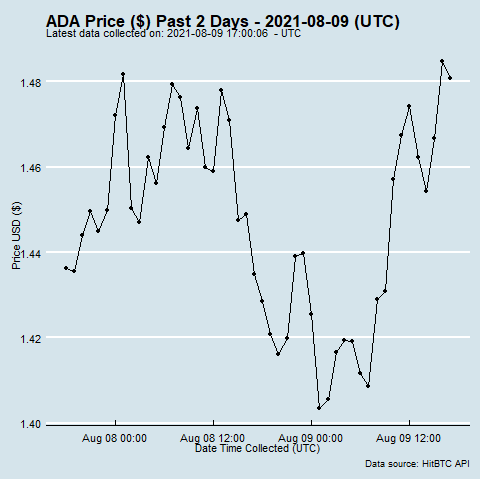 ADA Price ($) Past 2 Days - 2021-08-09 (UTC)
Latest data collected on: 2021-08-09 17:00:06  - UTC
Price USD ($)
1.48
1.46
1.44
1.42
1.40
Aug 08 00:00
Aug 08 12:00
Aug 09 00:00
Aug 09 12:00
Date Time Collected (UTC)
Data source: HitBTC API